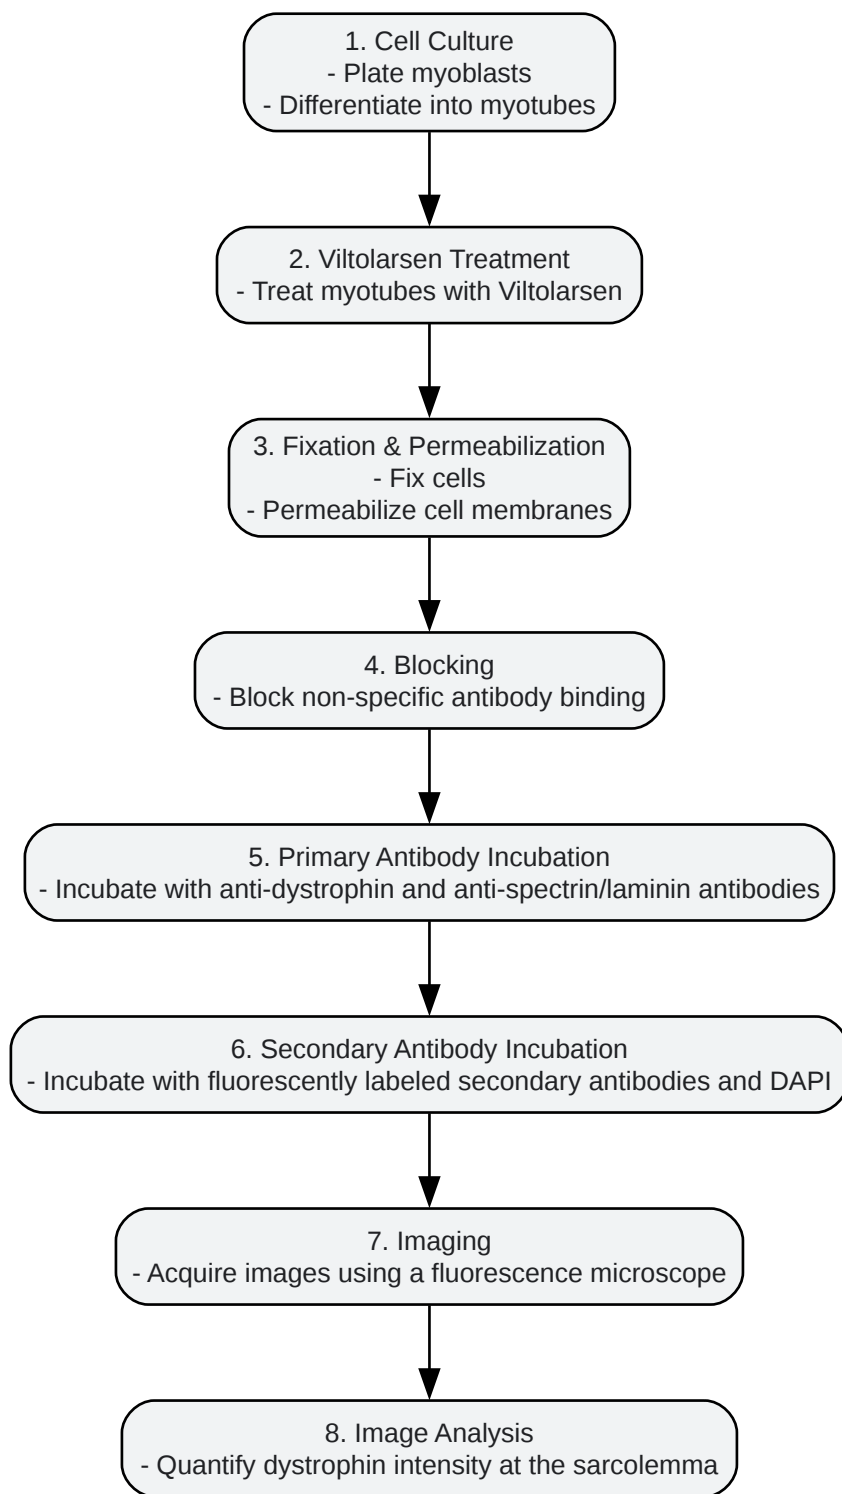 1. Cell Culture
- Plate myoblasts
- Differentiate into myotubes
2. Viltolarsen Treatment
- Treat myotubes with Viltolarsen
3. Fixation & Permeabilization
- Fix cells
- Permeabilize cell membranes
4. Blocking
- Block non-specific antibody binding
5. Primary Antibody Incubation
- Incubate with anti-dystrophin and anti-spectrin/laminin antibodies
6. Secondary Antibody Incubation
- Incubate with fluorescently labeled secondary antibodies and DAPI
7. Imaging
- Acquire images using a fluorescence microscope
8. Image Analysis
- Quantify dystrophin intensity at the sarcolemma